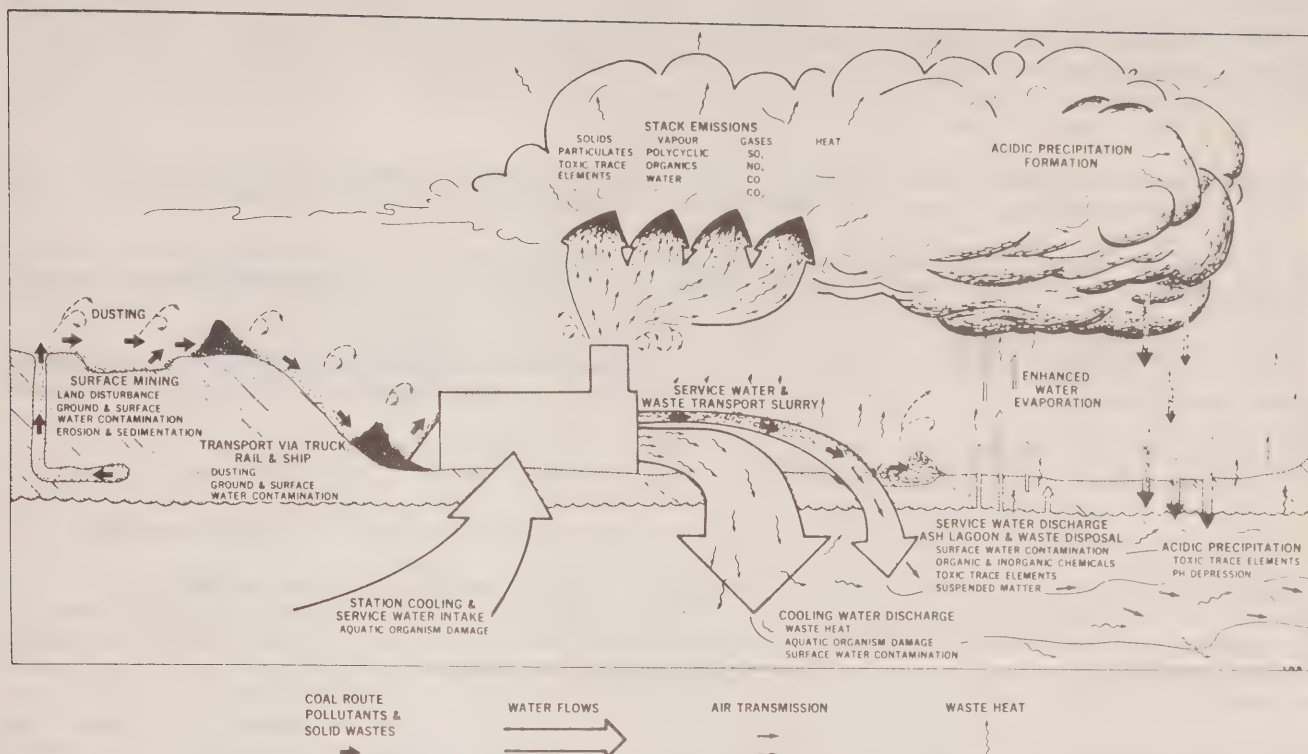 STACK EMISSIONS
SOLIDS
PARTICULATES
TOXIC TRACE
ELEMENTS
VAPOUR
POLYCYCLIC
ORGANICS
WATER
GASES
SO,
NO,
CO
CO,
HEAT
ACIDIC PRECIPITATION
FORMATION
DUSTING
SURFACE MINING
LAND DISTURBANCE
GROUND & SURFACE
WATER CONTAMINATION
EROSION & SEDIMENTATION
TRANSPORT VIA TRUCK
RAIL & SHIP
DUSTING
GROUND & SURFACE
WATER CONTAMINATION
SERVICE WATER &
WASTE TRANSPORT SLURRY
ENHANCED
WATER
EVAPORATION
STATION COOLING &
SERVICE WATER INTAKE
AQUATIC ORGANISM DAMAGE
COOLING WATER DISCHARGE
WASTE HEAT
AQUATIC ORGANISM DAMAGE
SURFACE WATER CONTAMINATION
SERVICE WATER DISCHARGE
ASH LAGOON & WASTE DISPOSAL
SURFACE WATER CONTAMINATION
ORGANIC & INORGANIC CHEMICALS
TOXIC TRACE ELEMENTS
SUSPENDED MATTER
ACIDIC PRECIPITATION
TOXIC TRACE ELEMENTS
PH DEPRESSION
COAL ROUTE
POLLUTANTS &
SOLID WASTES
WATER FLOWS
AIR TRANSMISSION
WASTE HEAT